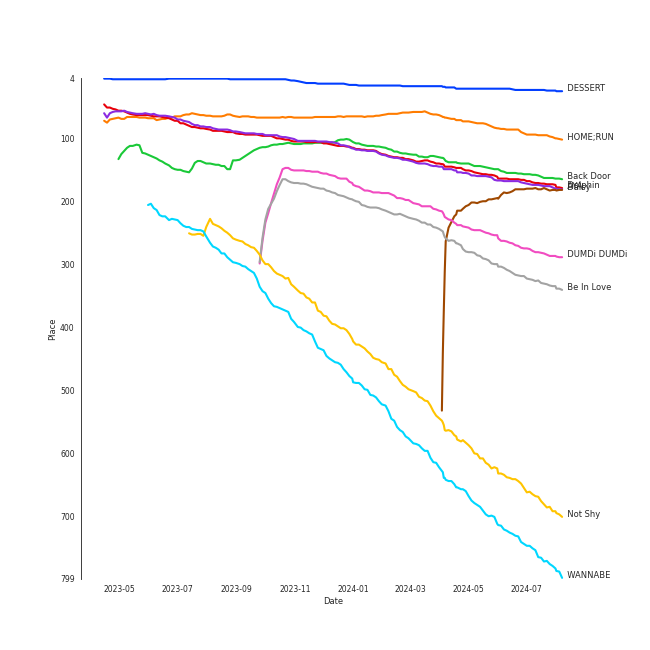 4
DESSERT
100
HOME;RUN
Back Door
Dolphin
200
DUMDi DUMDi
300
Be In Love
400
Place
500
600
700
Not Shy
799
WANNABE
2023-05 2023-07 2023-09 2023-11 2024-01 2024-03 2024-05 2024-07
Date